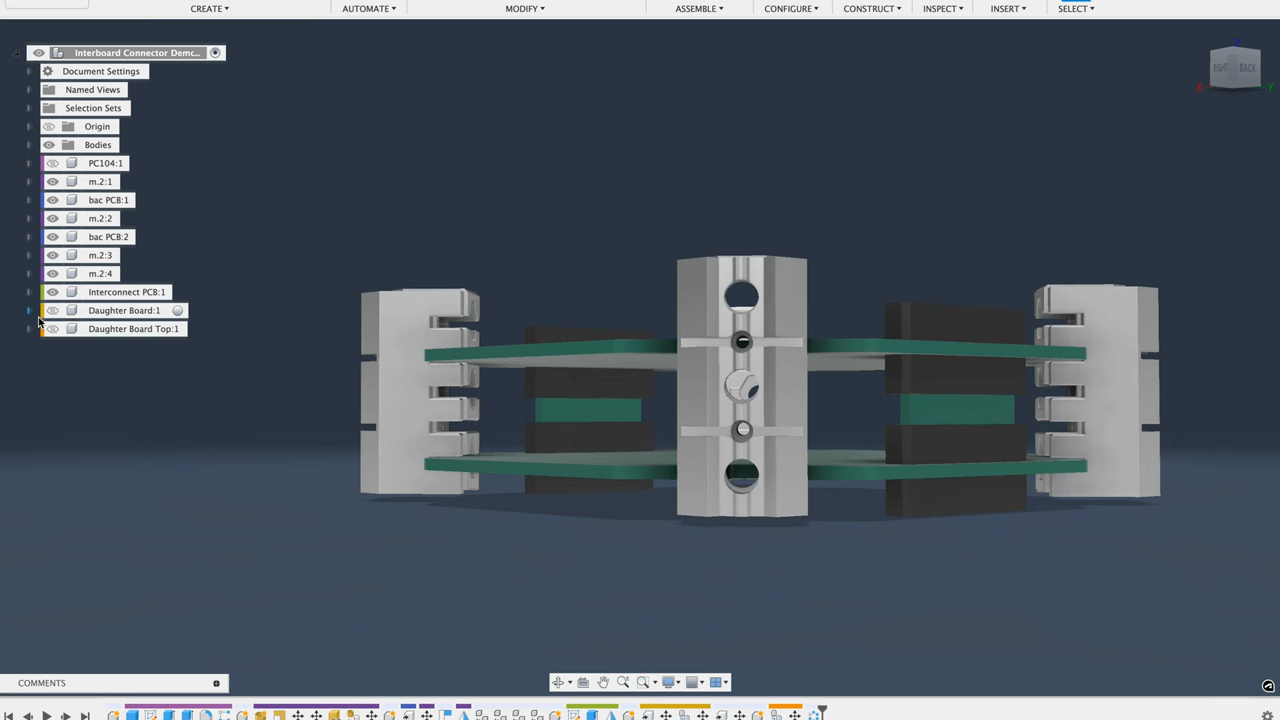 CREATE AUTOMATE MODIFY ASSEMBLE CONFIGURE CONSTRUCT INSPECT INSERT SELECT
Interboard Connector Demc...
Document Settings
Named Views
Selection Sets
Origin
Bodies
PC104:1
m.2:1
bac PCB:1
m.2:2
bac PCB:2
m.2:3
m.2:4
Interconnect PCB:1
Daughter Board:1
Daughter Board Top:1
RIGHT BACK
X Y
COMMENTS